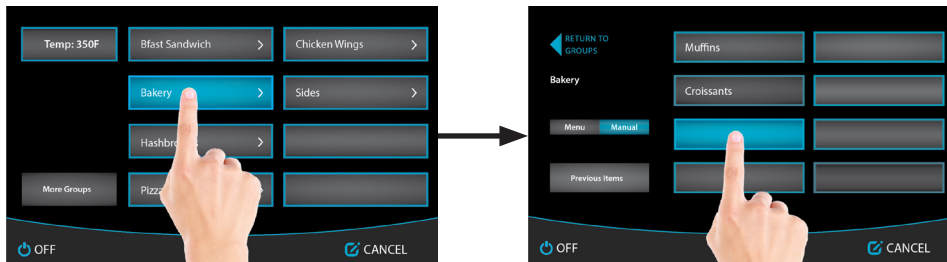 Temp: 350F
Bfast Sandwich
Chicken Wings
Bakery
Sides
More Groups
OFF
CANCEL
RETURN TO
GROUPS
Muffins
Bakery
Croissants
Menu
Manual
Previous Items
OFF
CANCEL